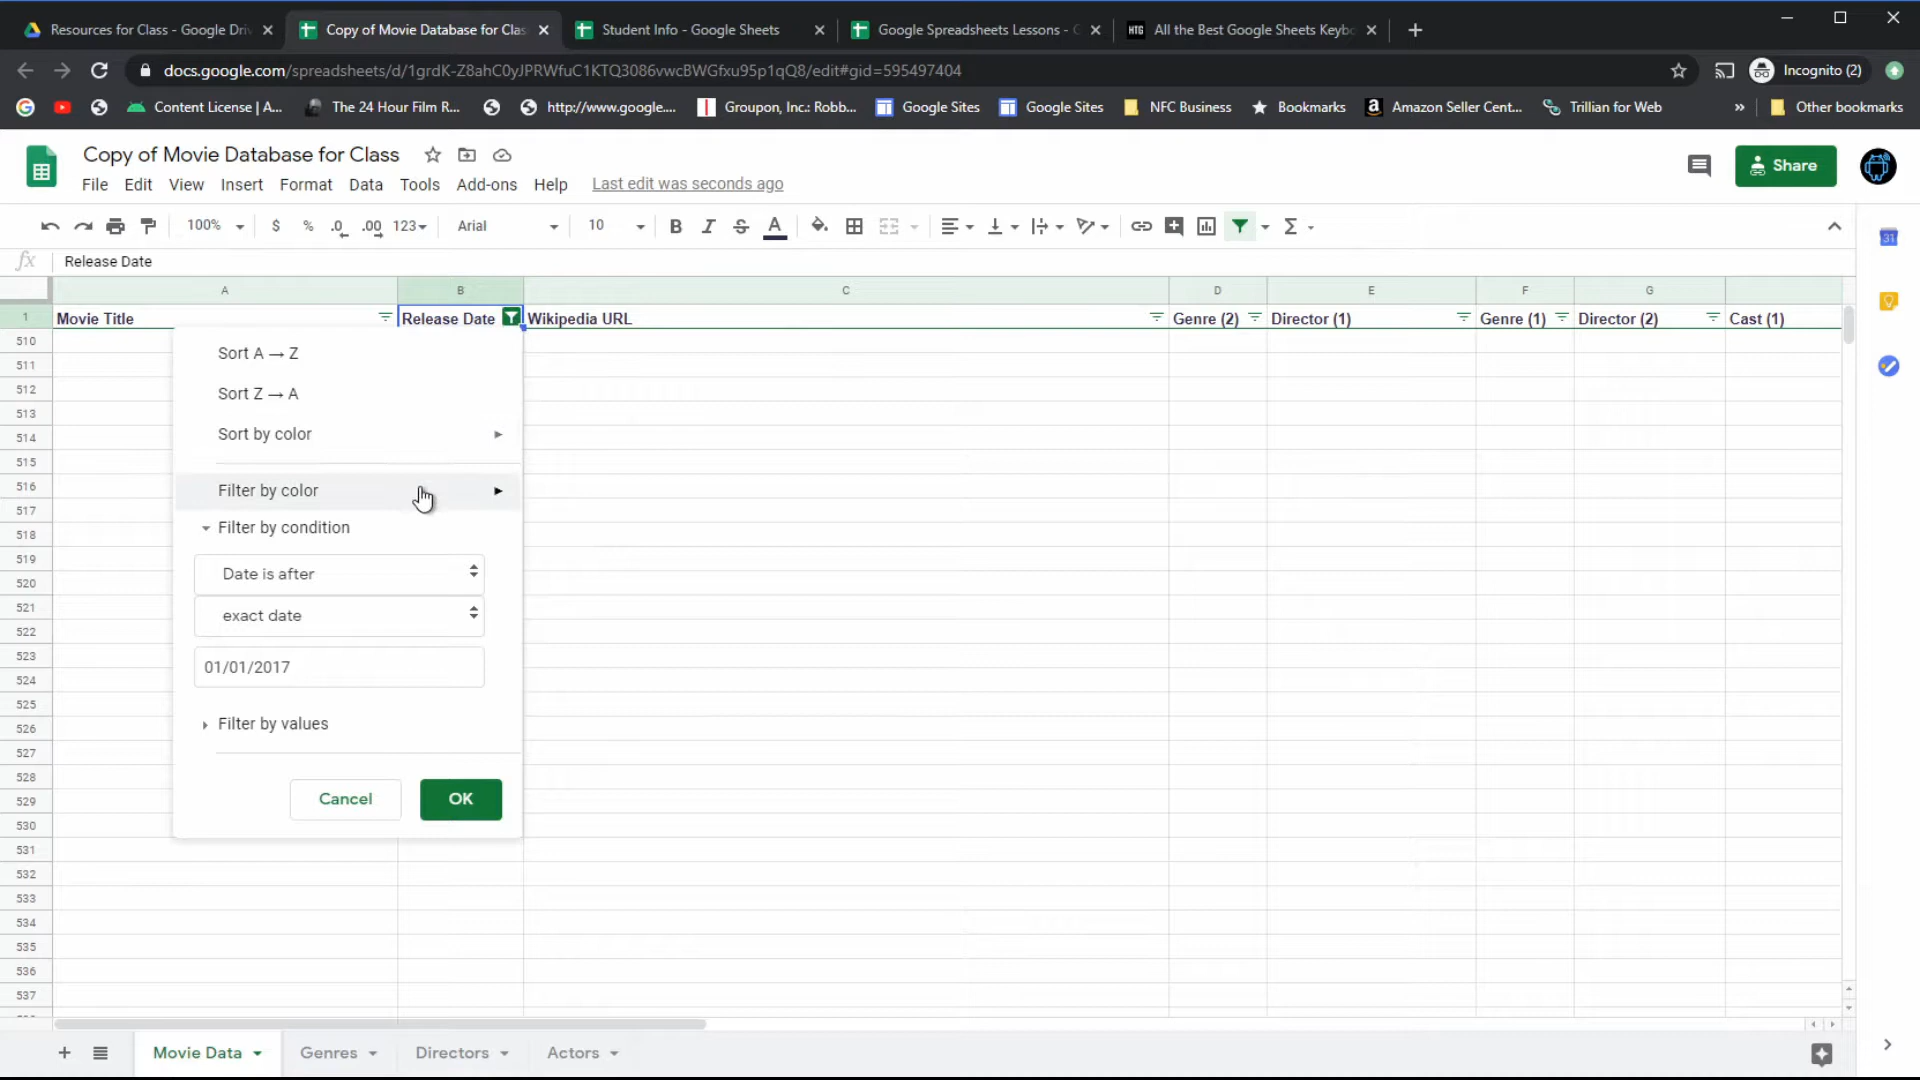 Resources for Class - Google Driv
Copy of Movie Database for Clas
Student Info - Google Sheets
Google Spreadsheets Lessons - G
All the Best Google Sheets Keybo
docs.google.com/spreadsheets/d/1grdK-Z8ahC0yJPRWfuC1KTQ3086vwcBWGfxu95p1qQ8/edit#gid=595497404
Incognito (2)
Content License | A...
The 24 Hour Film R...
http://www.google....
Groupon, Inc.: Robb...
Google Sites
Google Sites
NFC Business
Bookmarks
Amazon Seller Cent...
Trillian for Web
»
Other bookmarks
Copy of Movie Database for Class
Share
File Edit View Insert Format Data Tools Add-ons Help Last edit was seconds ago
100% $ % .0 .00 123 Arial 10 B I S A Σ
fx Release Date
A B C D E F G
1 Movie Title Release Date Wikipedia URL Genre (2) Director (1) Genre (1) Director (2) Cast (1)
510
511
512
513
514
515
516
517
518
519
520
521
522
523
524
525
526
527
528
529
530
531
532
533
534
535
536
537
Sort A → Z
Sort Z → A
Sort by color
Filter by color
Filter by condition
Date is after
exact date
01/01/2017
Filter by values
Cancel OK
Movie Data Genres Directors Actors